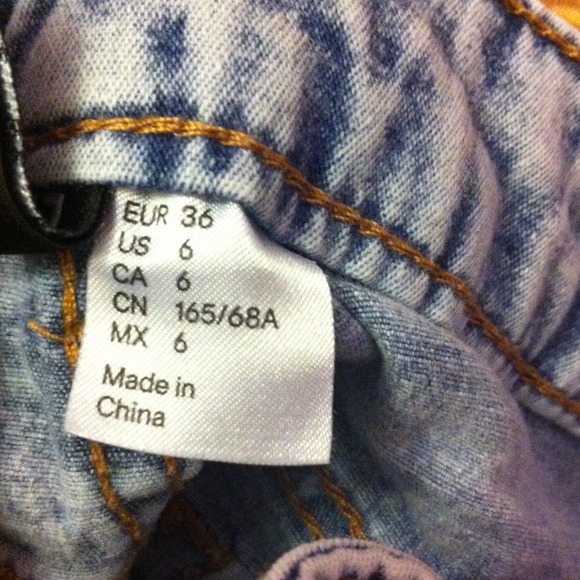 EUR 36
US 6
CA 6
CN 165/68A
MX 6
Made in
China